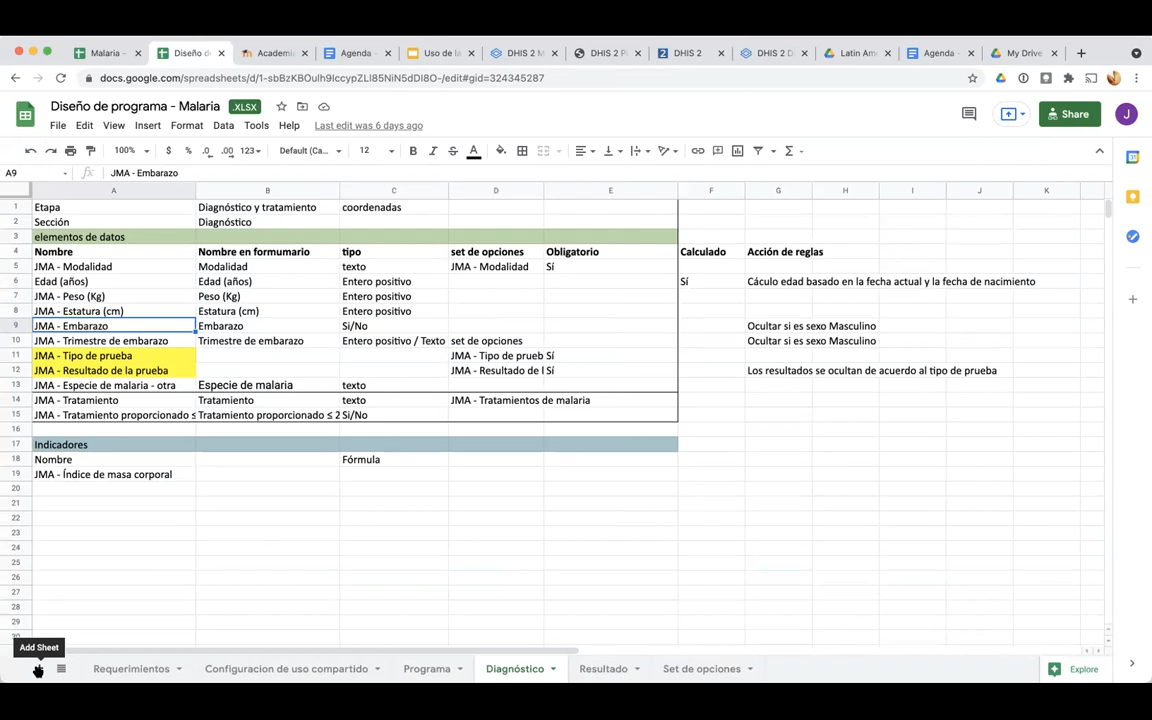 Malaria -
Diseño de
Academia
Agenda -
Uso de la
DHIS 2 M
DHIS 2 P
DHIS 2
DHIS 2 D
Latin Ame
Agenda -
My Drive
docs.google.com/spreadsheets/d/1-sbBzKBOulh9IccypZLI85NiN5dDI8O-/edit#gid=324345287
Diseño de programa - Malaria .XLSX
Share
J
File Edit View Insert Format Data Tools Help Last edit was 6 days ago
100% $ % .0 .00 123 Default (Ca... 12 B I S A
A9 fx JMA - Embarazo
A B C D E F G H I J K
1 Etapa Diagnóstico y tratamiento coordenadas
2 Sección Diagnóstico
3 elementos de datos
4 Nombre Nombre en formumario tipo set de opciones Obligatorio Calculado Acción de reglas
5 JMA - Modalidad Modalidad texto JMA - Modalidad Sí
6 Edad (años) Edad (años) Entero positivo Sí Cáculo edad basado en la fecha actual y la fecha de nacimiento
7 JMA - Peso (Kg) Peso (Kg) Entero positivo
8 JMA - Estatura (cm) Estatura (cm) Entero positivo
9 JMA - Embarazo Embarazo Si/No Ocultar si es sexo Masculino
10 JMA - Trimestre de embarazo Trimestre de embarazo Entero positivo / Texto set de opciones Ocultar si es sexo Masculino
11 JMA - Tipo de prueba JMA - Tipo de prueb Sí
12 JMA - Resultado de la prueba JMA - Resultado de l Sí Los resultados se ocultan de acuerdo al tipo de prueba
13 JMA - Especie de malaria - otra Especie de malaria texto
14 JMA - Tratamiento Tratamiento texto JMA - Tratamientos de malaria
15 JMA - Tratamiento proporcionado ≤ Tratamiento proporcionado ≤ 2 Si/No
16
17 Indicadores
18 Nombre Fórmula
19 JMA - Índice de masa corporal
20
21
22
23
24
25
26
27
28
29
30
Add Sheet
Requerimientos Configuracion de uso compartido Programa Diagnóstico Resultado Set de opciones Explore